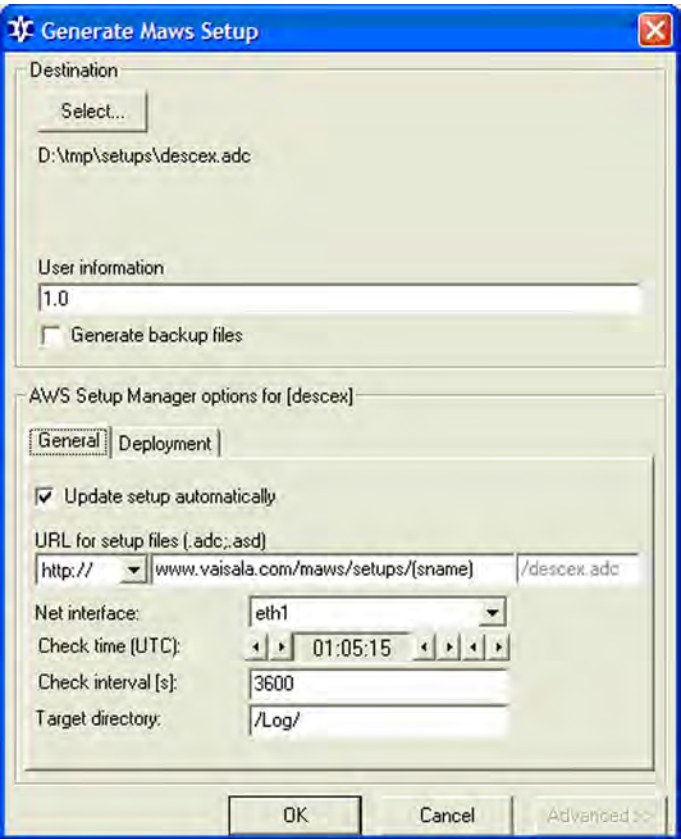 Generate Maws Setup
Destination
Select...
D:\tmp\setups\descex.adc
User information
1.0
Generate backup files
AWS Setup Manager options for [descex]
General Deployment
Update setup automatically
URL for setup files (.adc;.asd)
http:// www.vaisala.com/maws/setups/(sname) /descex.adc
Net interface: eth1
Check time (UTC): 01:05:15
Check interval [s]: 3600
Target directory: /Log/
OK Cancel Advanced >>